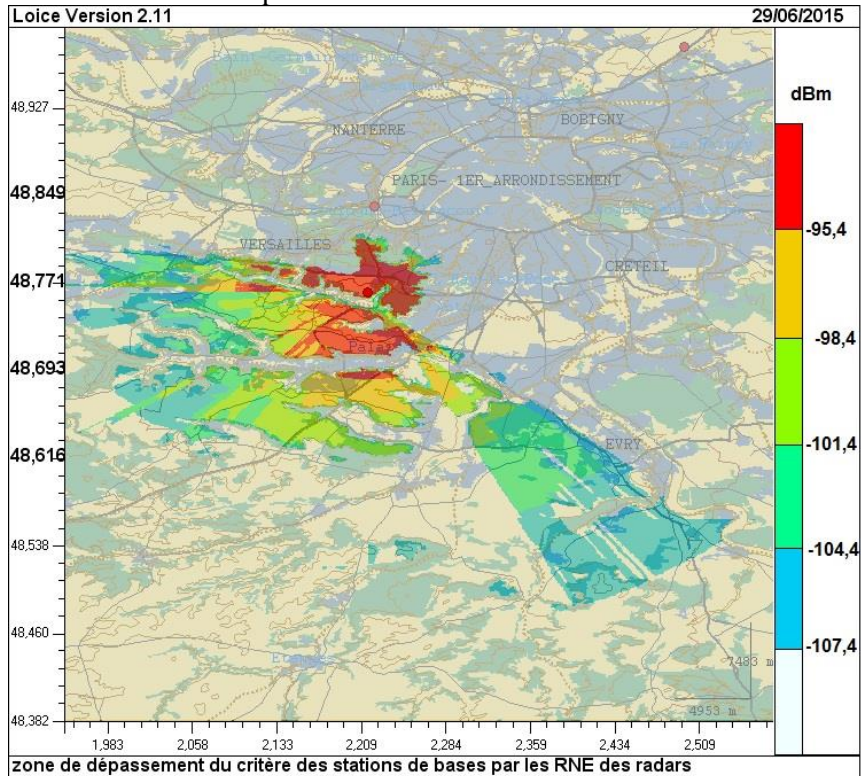 Loice Version 2.11
29/06/2015
dBm
48,927
BOBIGNY
NANTERRE
48,849
PARIS- 1ER_ARRONDISSEMENT
-95,4
VERSAILLES
CRETEIL
48,771
-98,4
48,693
-101,4
48,616
EVRY
-104,4
48,538
-107,4
48,460
7483 m
4953 m
48,382
1,983
2,058
2,133
2,209
2,284
2,359
2,434
2,509
zone de dépassement du critère des stations de bases par les RNE des radars